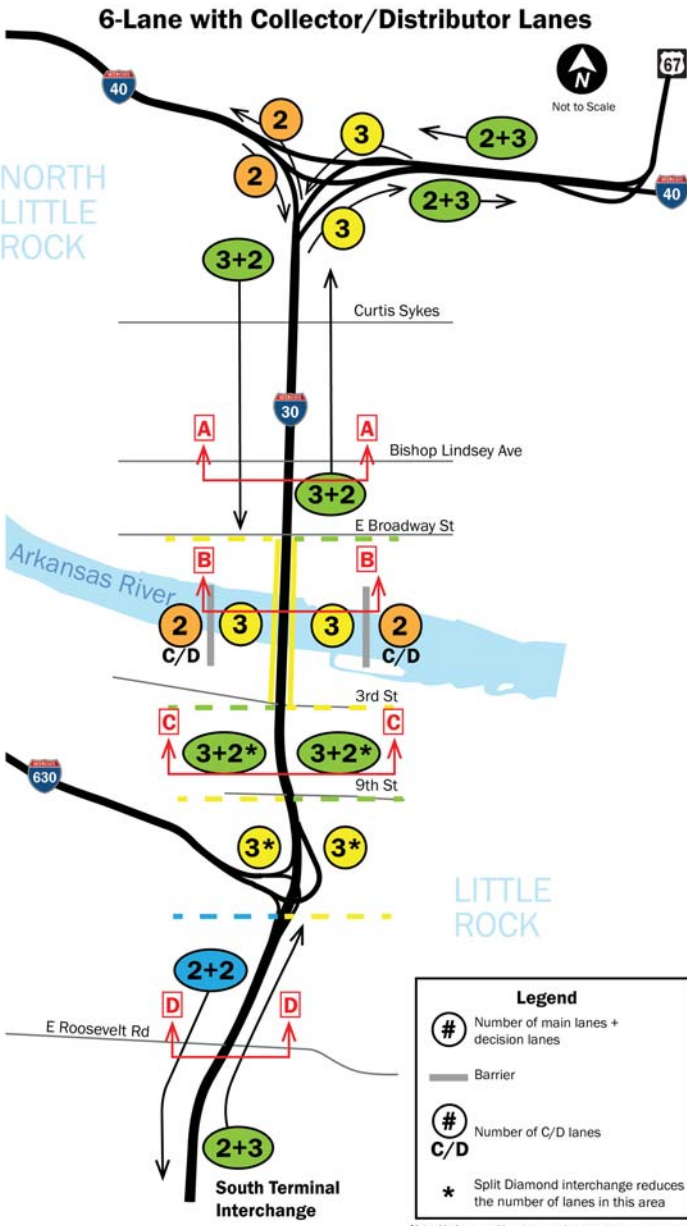 6-Lane with Collector/Distributor Lanes
40
N
Not to Scale
67
2
3
2+3
NORTH
LITTLE
ROCK
2
3
2+3
40
3+2
Curtis Sykes
30
A
A
Bishop Lindsey Ave
3+2
E Broadway St
Arkansas River
B
B
2
C/D
3
3
2
C/D
3rd St
C
C
3+2*
3+2*
630
9th St
3*
3*
LITTLE
ROCK
2+2
D
D
E Roosevelt Rd
2+3
South Terminal
Interchange
Legend
#
Number of main lanes +
decision lanes
Barrier
#
C/D
Number of C/D lanes
*
Split Diamond interchange reduces
the number of lanes in this area